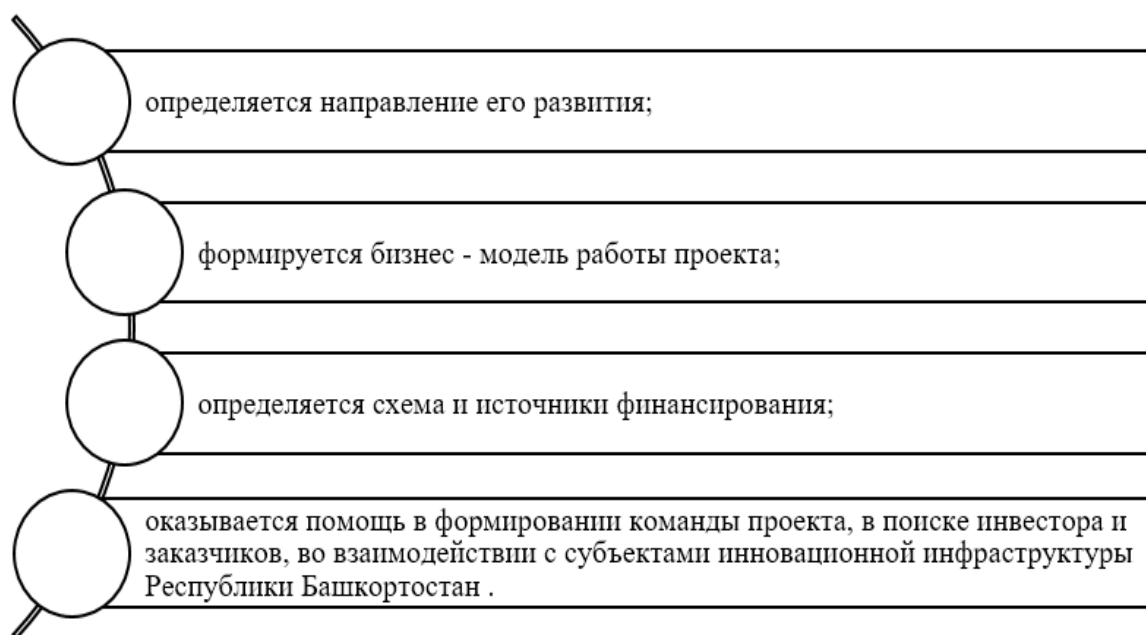 определяется направление его развития;
формируется бизнес - модель работы проекта;
определяется схема и источники финансирования;
оказывается помощь в формировании команды проекта, в поиске инвестора и
заказчиков, во взаимодействии с субъектами инновационной инфраструктуры
Республики Башкортостан .